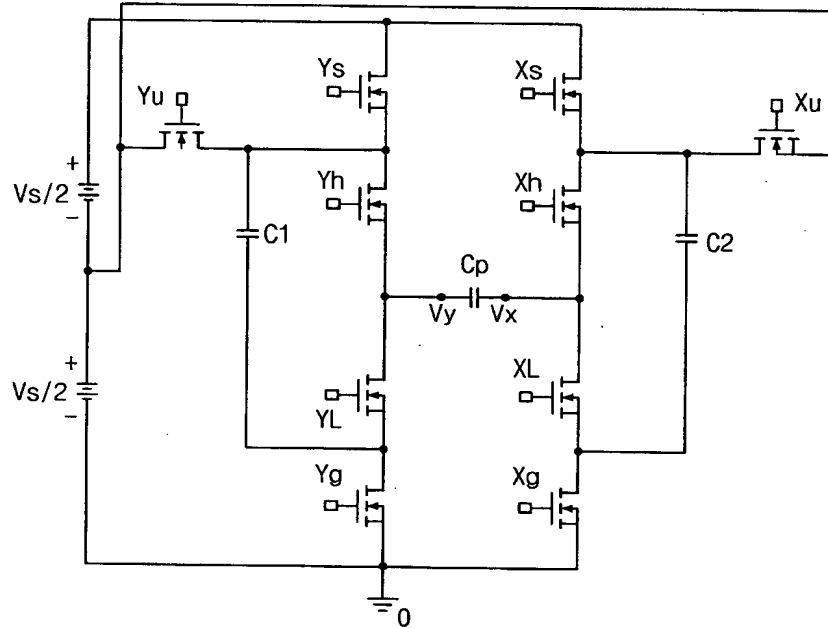 Ys
Xs
Yu
Xu
+
Vs/2
−
Yh
Xh
C1
C2
Cp
Vy
Vx
+
Vs/2
−
YL
XL
Yg
Xg
0